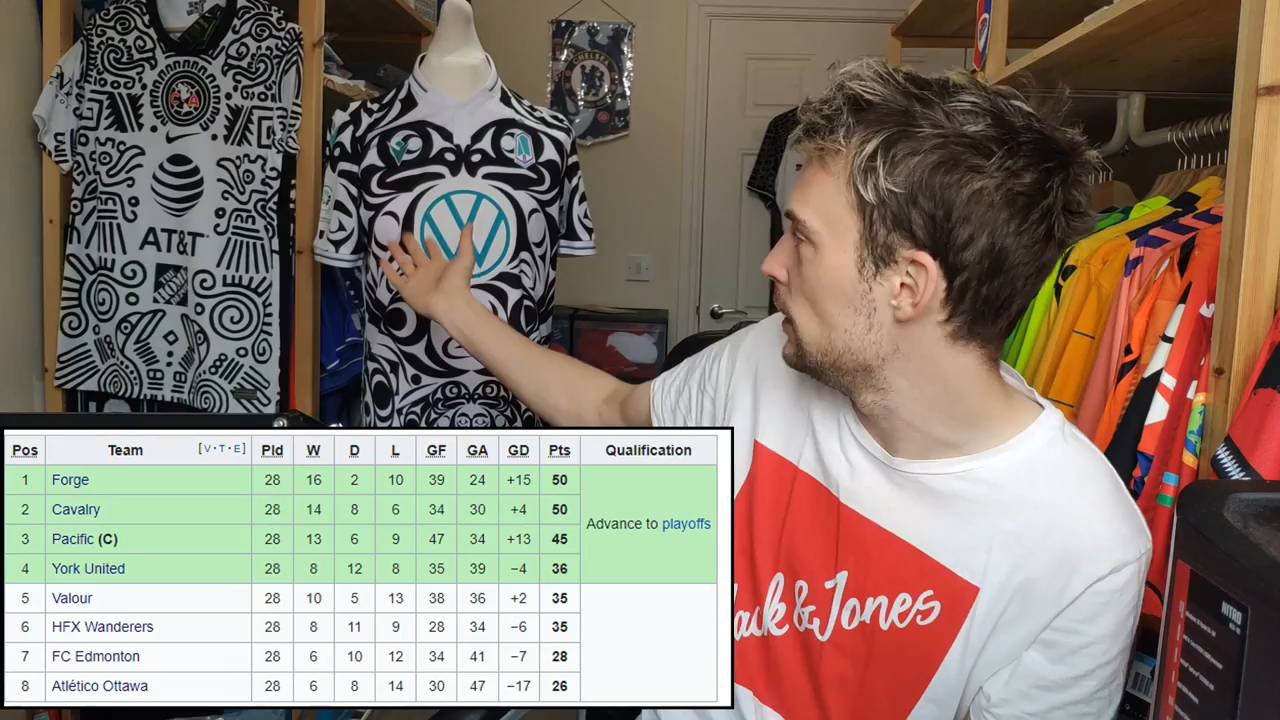 CHELSEA
CA
AT&T
Pos Team [V·T·E] Pld W D L GF GA GD Pts Qualification
1 Forge 28 16 2 10 39 24 +15 50
2 Cavalry 28 14 8 6 34 30 +4 50
Advance to playoffs
3 Pacific (C) 28 13 6 9 47 34 +13 45
4 York United 28 8 12 8 35 39 −4 36
5 Valour 28 10 5 13 38 36 +2 35
6 HFX Wanderers 28 8 11 9 28 34 −6 35
7 FC Edmonton 28 6 10 12 34 41 −7 28
8 Atlético Ottawa 28 6 8 14 30 47 −17 26
Jack & Jones
NITRO